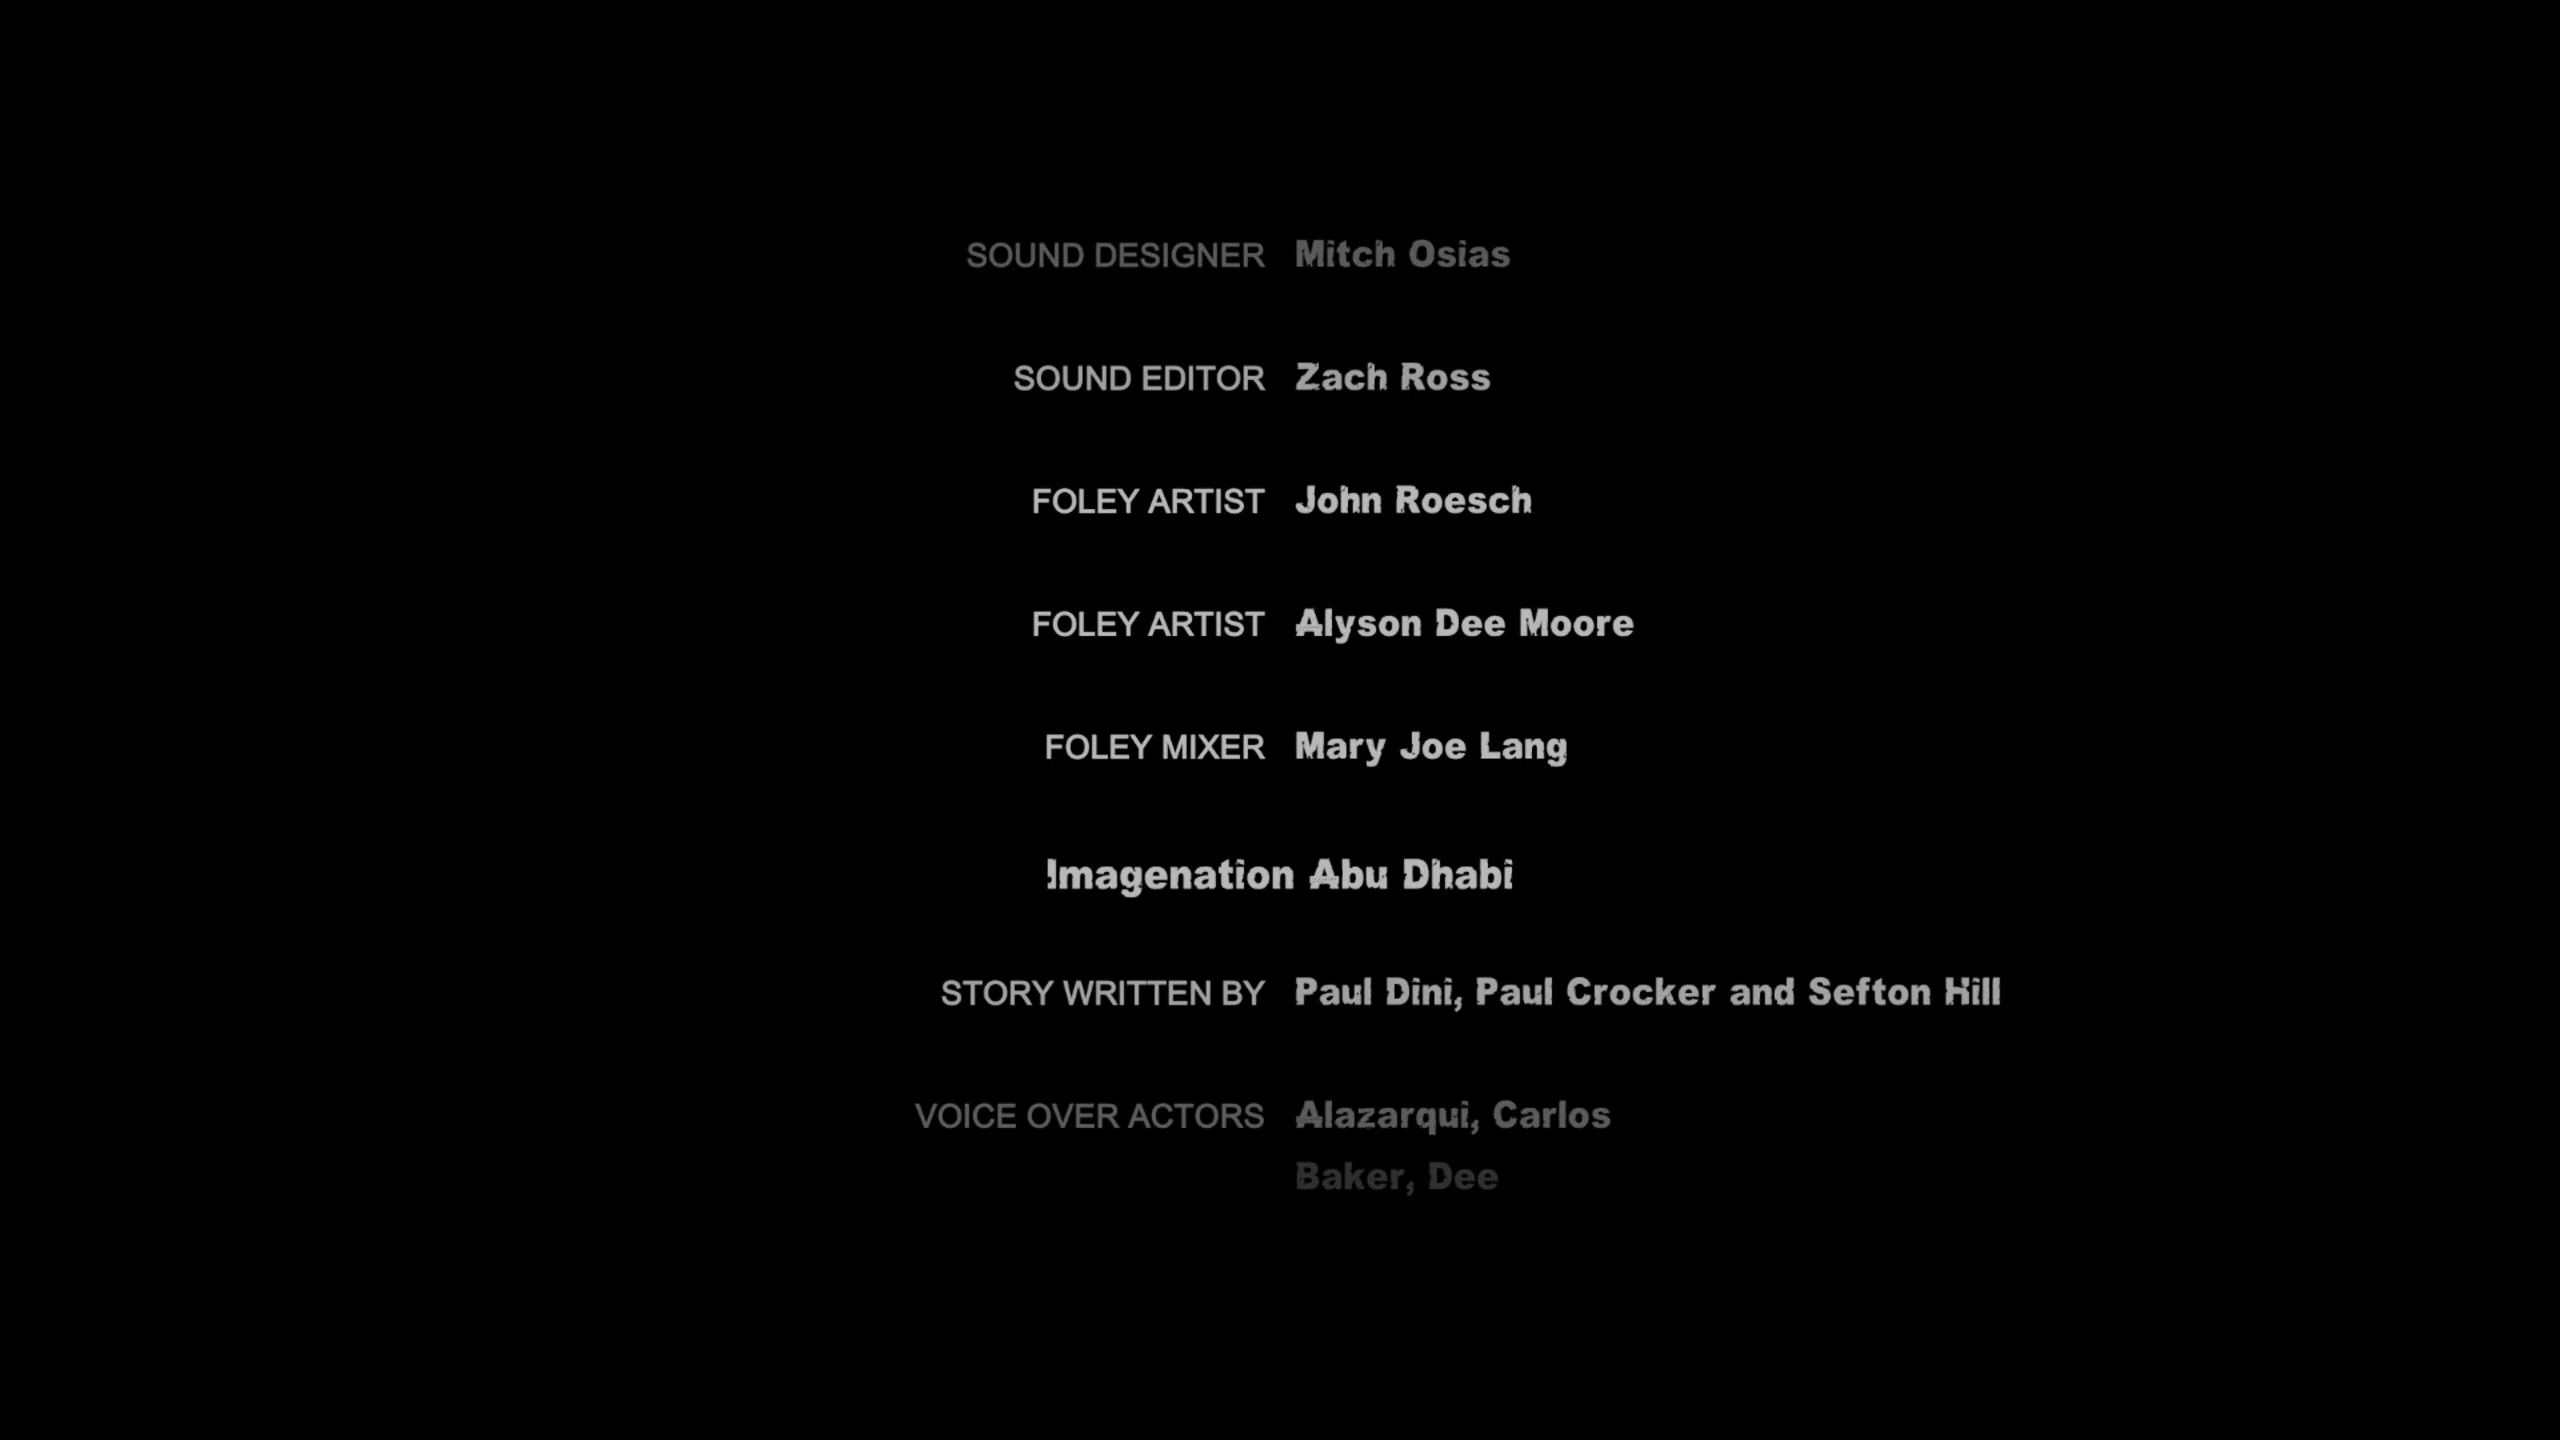 SOUND DESIGNER Mitch Osias
SOUND EDITOR Zach Ross
FOLEY ARTIST John Roesch
FOLEY ARTIST Alyson Dee Moore
FOLEY MIXER Mary Joe Lang
Imagenation Abu Dhabi
STORY WRITTEN BY Paul Dini, Paul Crocker and Sefton Hill
VOICE OVER ACTORS Alazarqui, Carlos
Baker, Dee